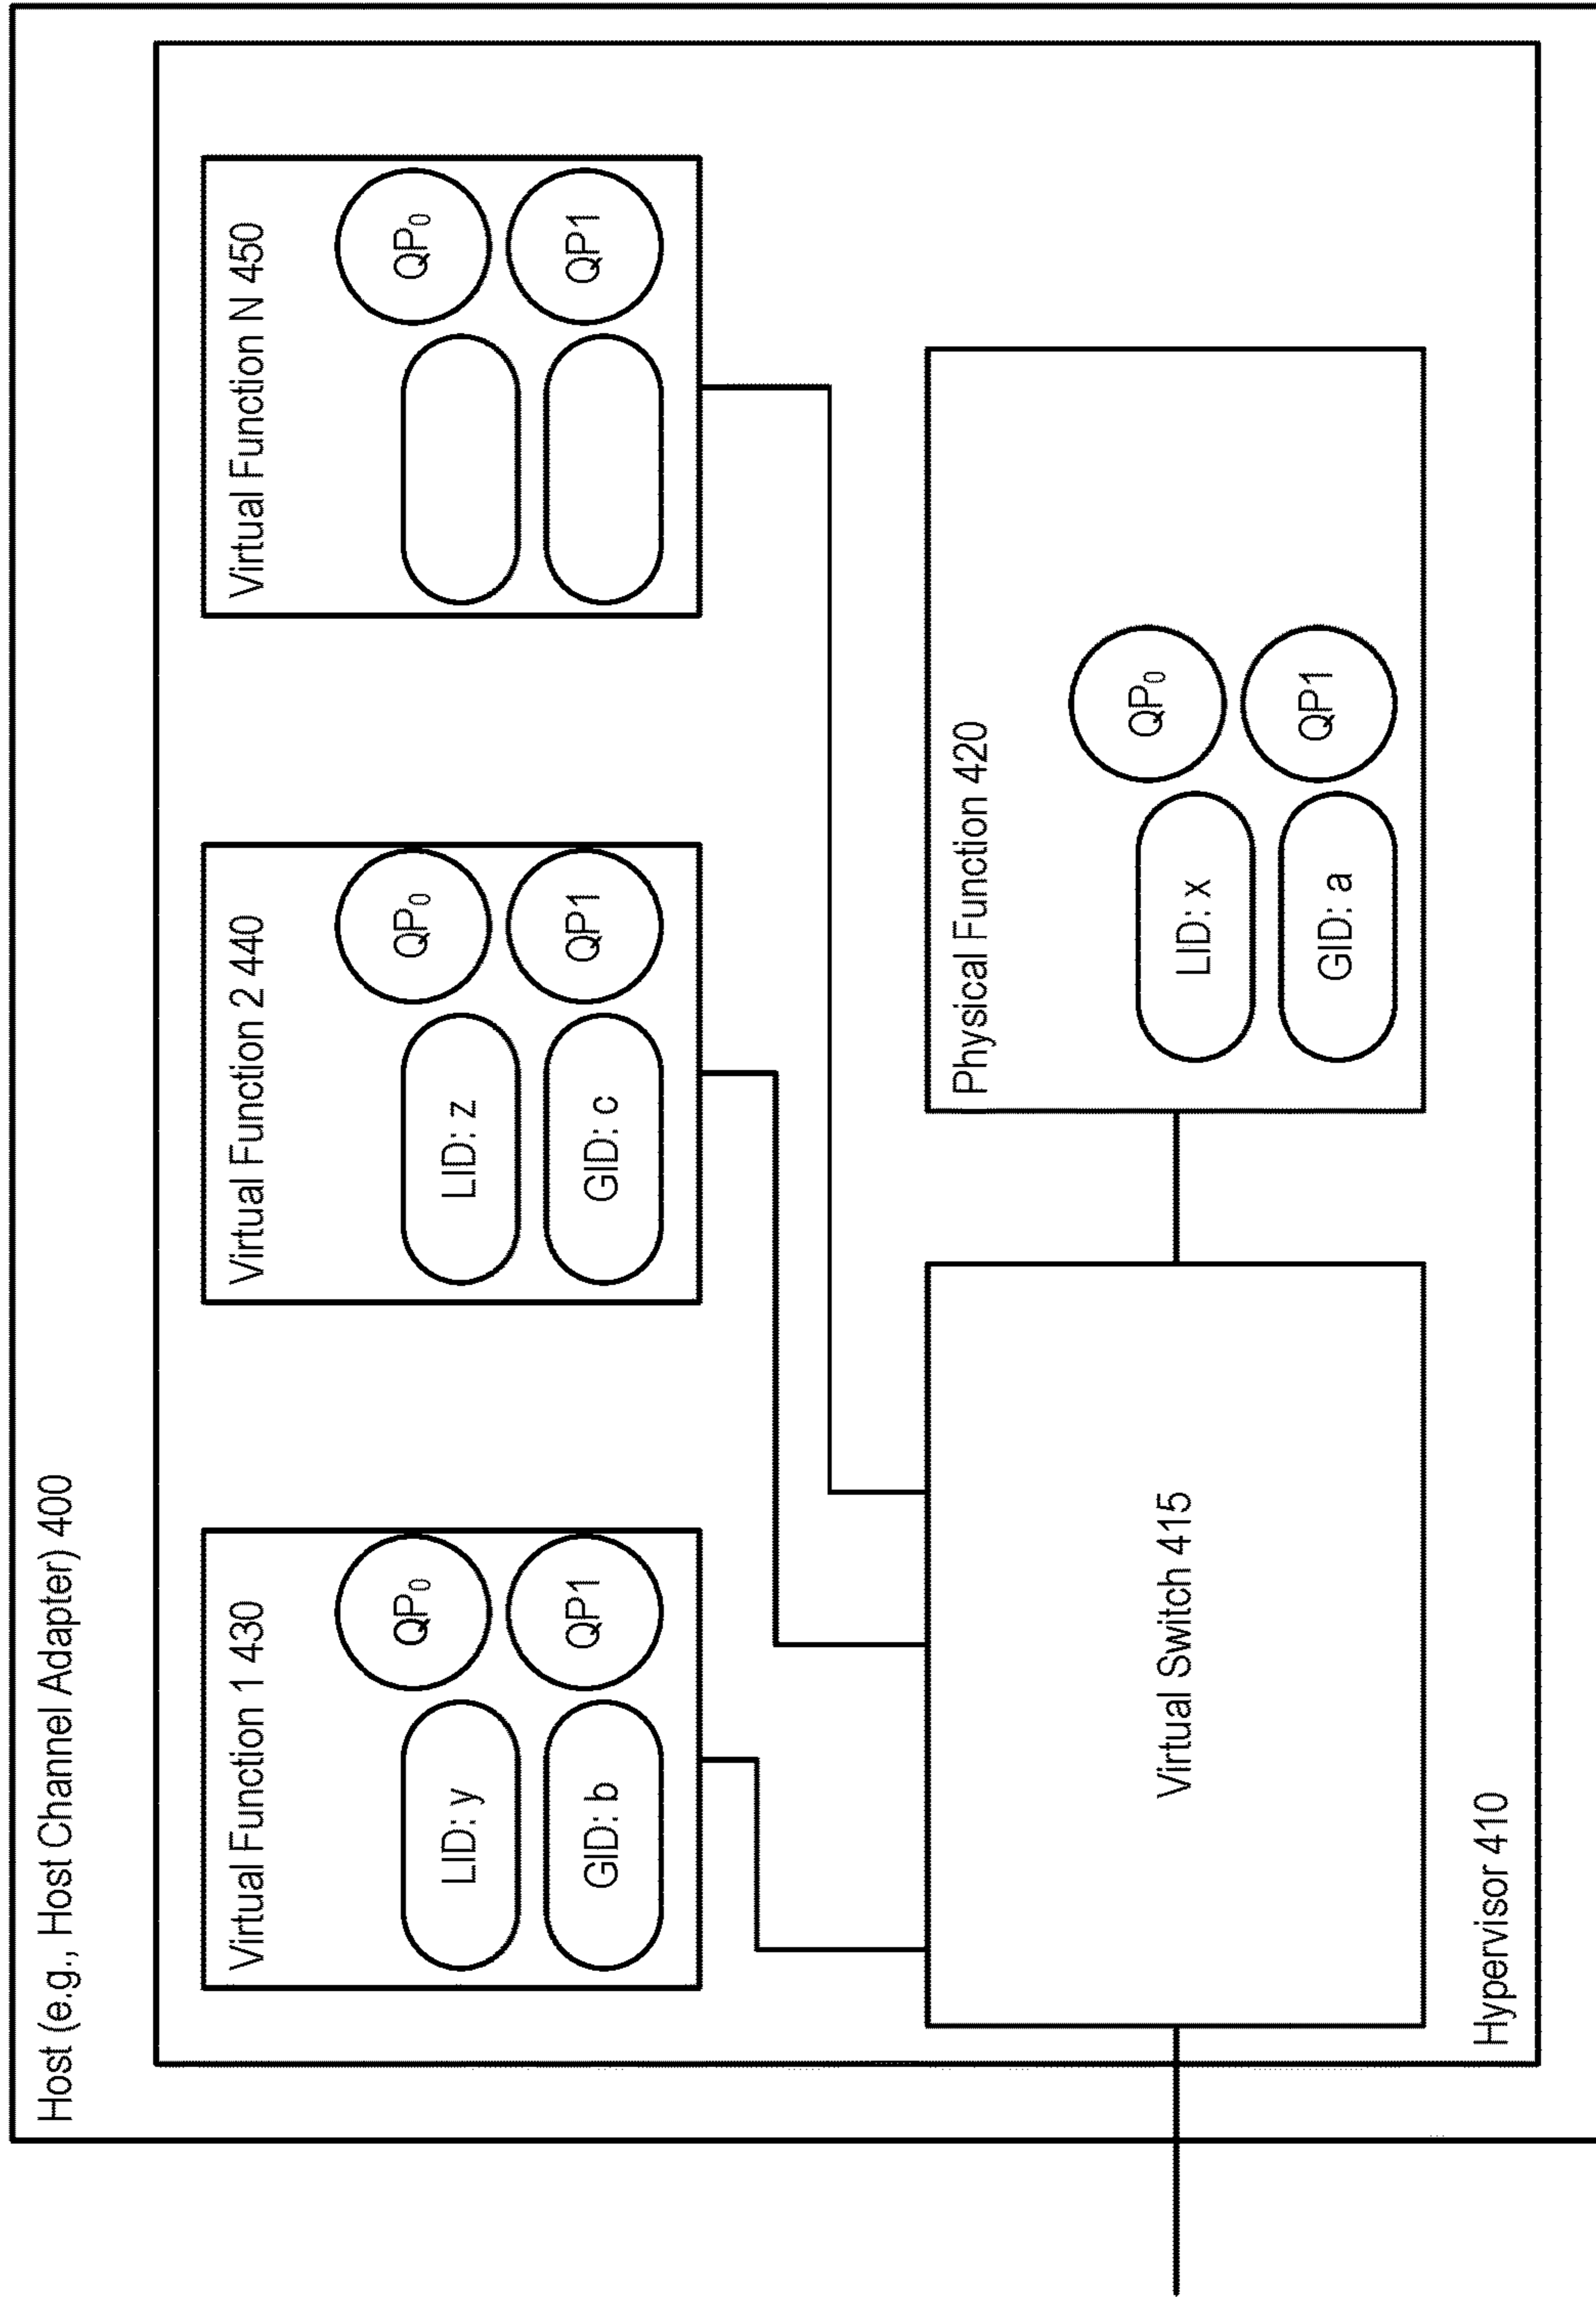 Host (e.g., Host Channel Adapter) 400
Virtual Function 1 430
LID: y
QP₀
GID: b
QP1
Virtual Function 2 440
LID: z
QP₀
GID: c
QP1
Virtual Function N 450
QP₀
QP1
Virtual Switch 415
Physical Function 420
LID: x
QP₀
GID: a
QP1
Hypervisor 410